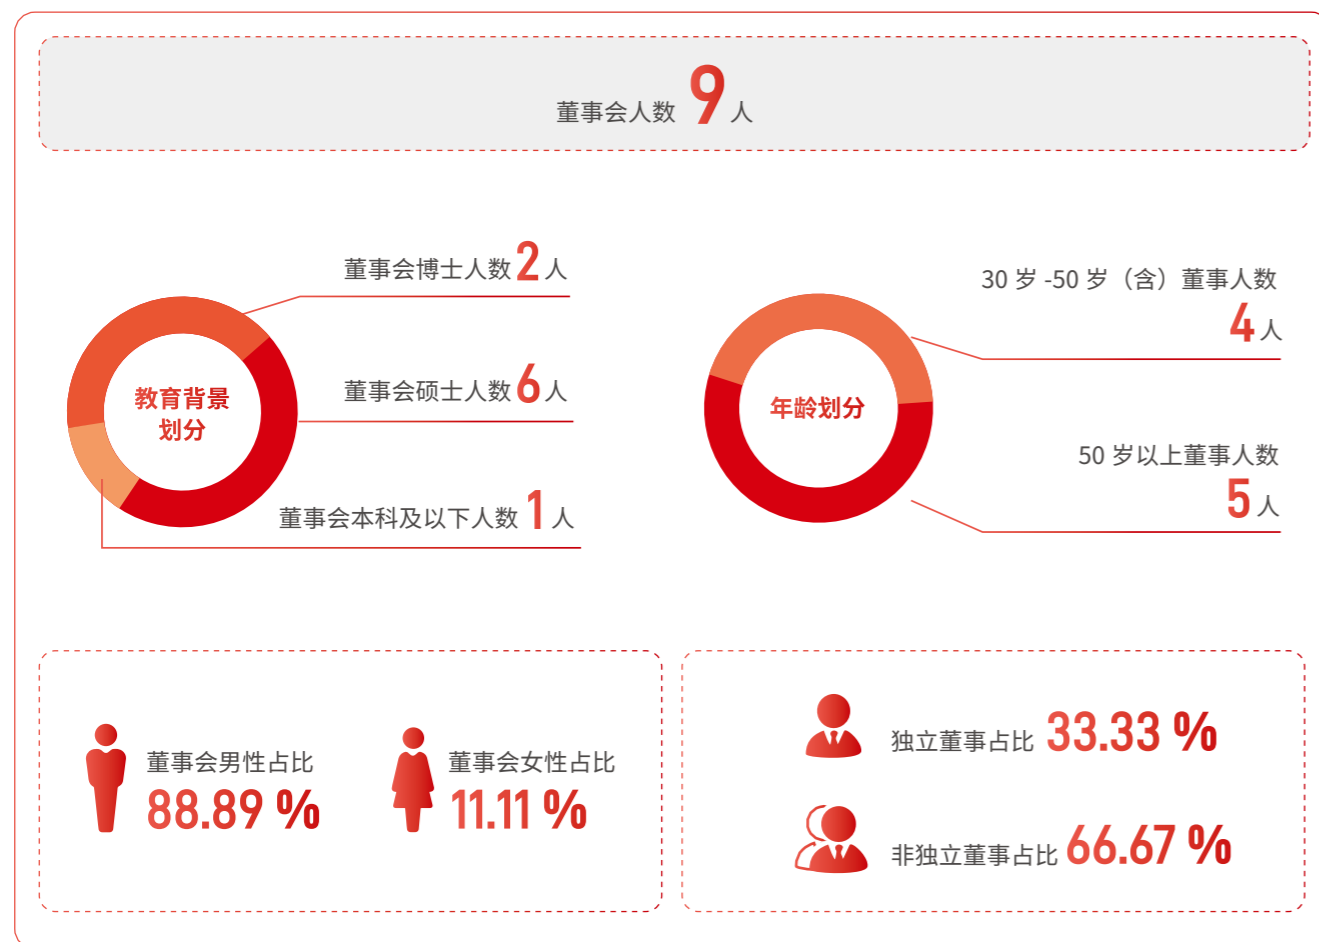 董事会人数 9 人
董事会博士人数 2 人
董事会硕士人数 6 人
董事会本科及以下人数 1 人
教育背景
划分
30 岁 -50 岁（含）董事人数
4 人
年龄划分
50 岁以上董事人数
5 人
董事会男性占比
88.89 %
董事会女性占比
11.11 %
独立董事占比 33.33 %
非独立董事占比 66.67 %